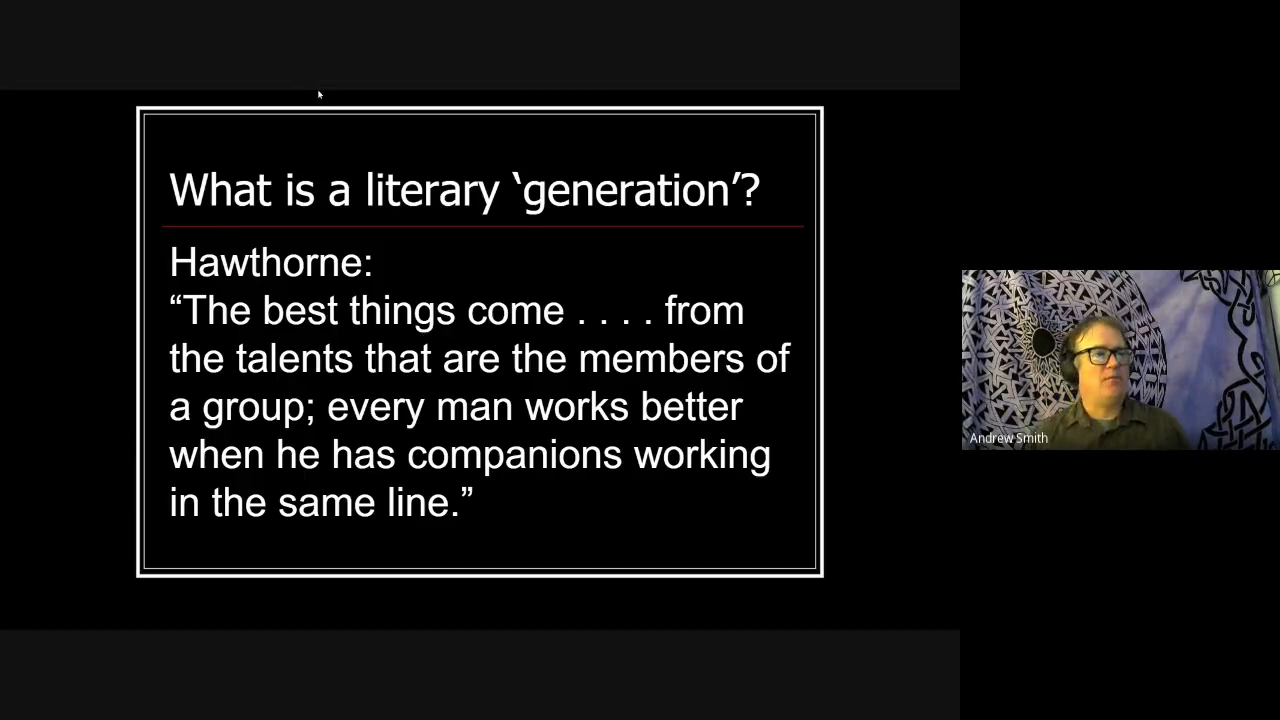 What is a literary ‘generation’?
Hawthorne:
“The best things come . . . . from
the talents that are the members of
a group; every man works better
when he has companions working
in the same line.”
Andrew Smith